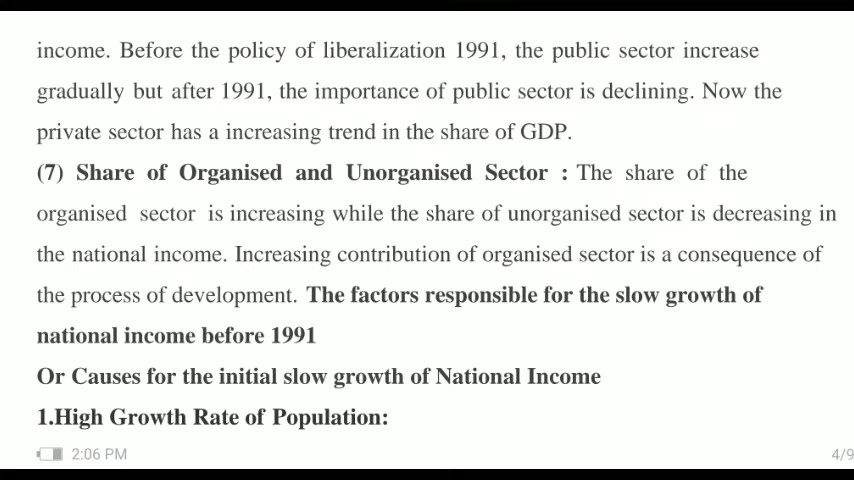 income. Before the policy of liberalization 1991, the public sector increase
gradually but after 1991, the importance of public sector is declining. Now the
private sector has a increasing trend in the share of GDP.
(7) Share of Organised and Unorganised Sector : The share of the
organised sector is increasing while the share of unorganised sector is decreasing in
the national income. Increasing contribution of organised sector is a consequence of
the process of development. The factors responsible for the slow growth of
national income before 1991
Or Causes for the initial slow growth of National Income
1.High Growth Rate of Population:
2:06 PM 4/9